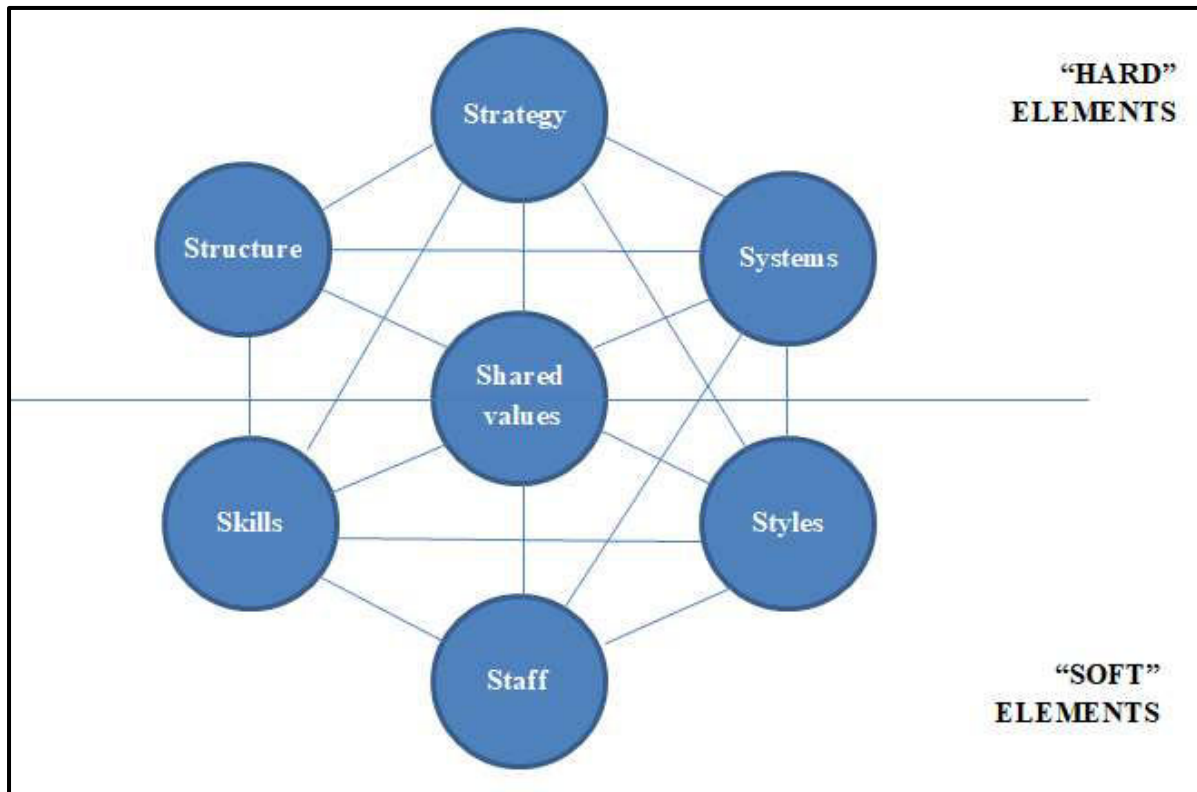 “HARD”
ELEMENTS
Strategy
Structure
Systems
Shared
values
Skills
Styles
Staff
“SOFT”
ELEMENTS